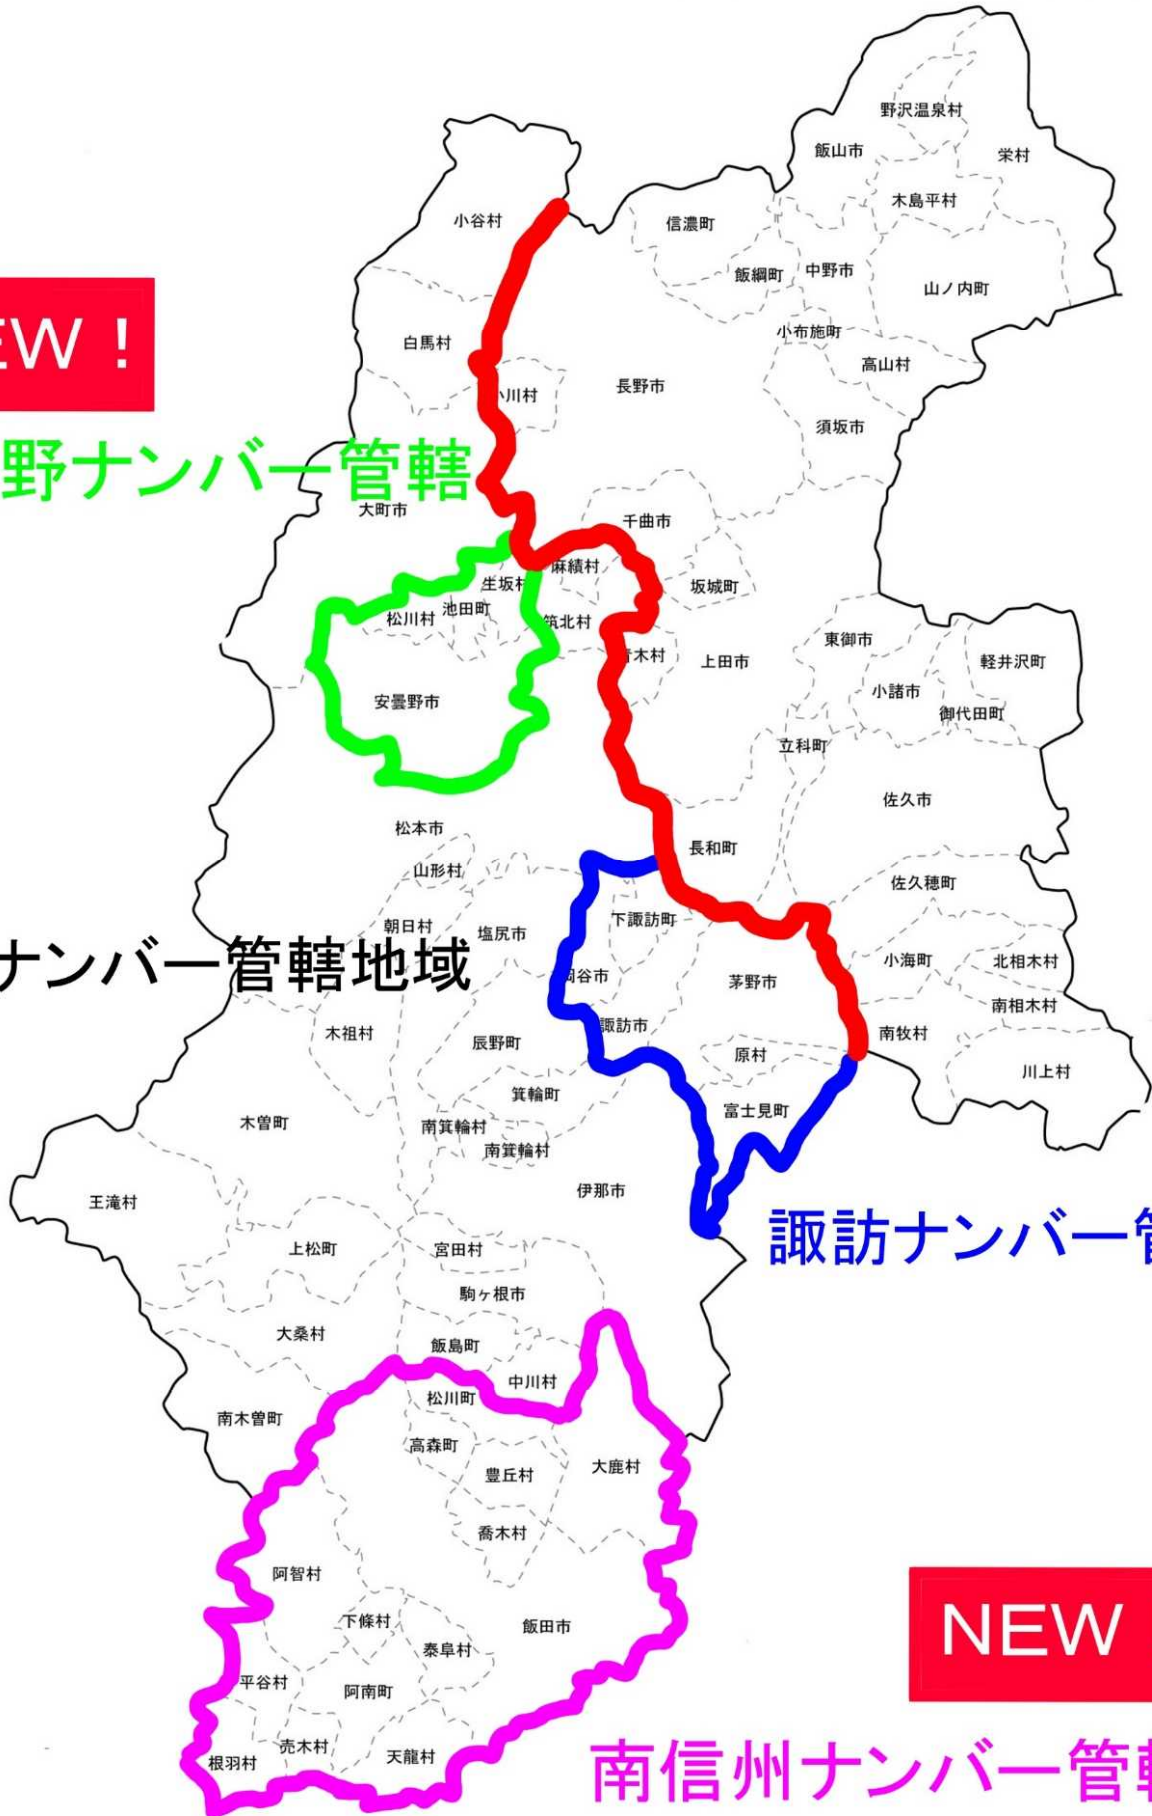 野沢温泉村
飯山市
栄村
木島平村
小谷村
信濃町
飯綱町
中野市
山ノ内町
EW！
小布施町
白馬村
高山村
長野市
小川村
須坂市
野ナンバー管轄
大町市
千曲市
麻績村
生坂村
坂城町
池田町
松川村
筑北村
東御市
青木村
上田市
軽井沢町
小諸市
安曇野市
御代田町
立科町
佐久市
松本市
長和町
山形村
佐久穂町
下諏訪町
朝日村
塩尻市
ナンバー管轄地域
小海町
北相木村
岡谷市
茅野市
南相木村
諏訪市
木祖村
南牧村
辰野町
原村
川上村
箕輪町
富士見町
木曽町
南箕輪村
南箕輪村
伊那市
王滝村
諏訪ナンバー管
上松町
宮田村
駒ヶ根市
大桑村
飯島町
中川村
松川町
南木曽町
高森町
大鹿村
豊丘村
喬木村
阿智村
下條村
飯田市
NEW
泰阜村
平谷村
阿南町
売木村
天龍村
根羽村
南信州ナンバー管轄